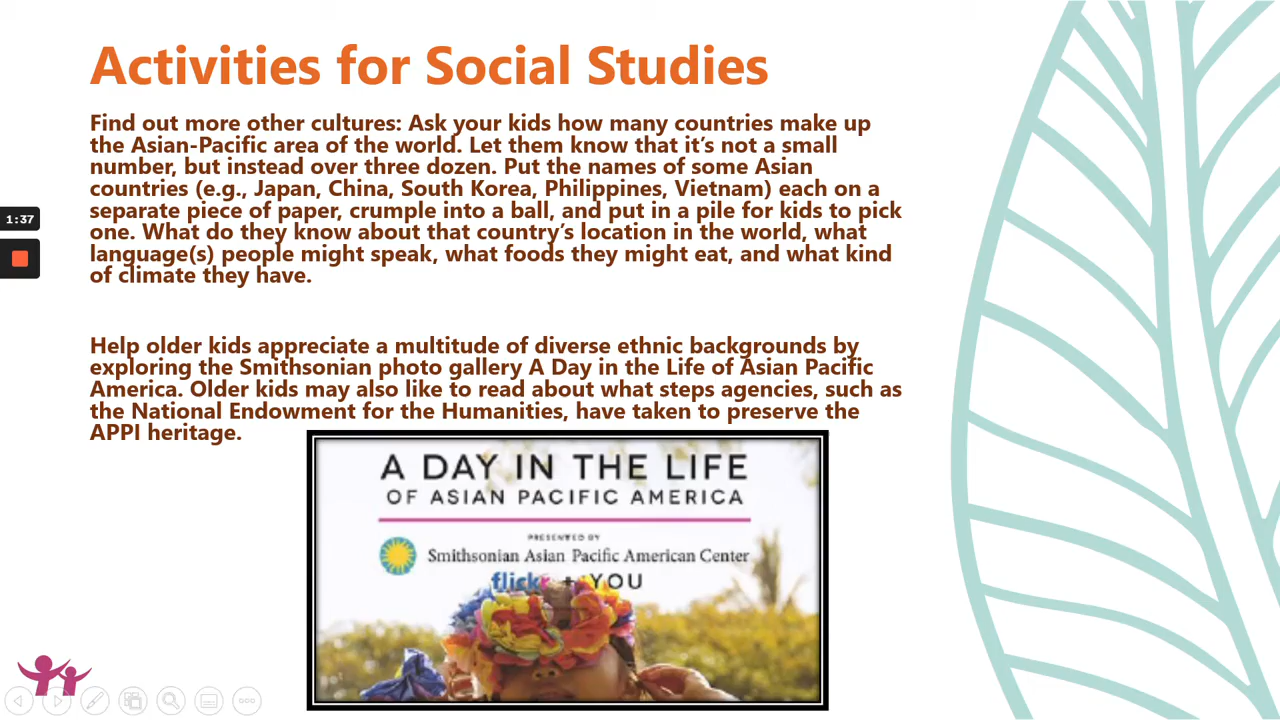 Activities for Social Studies
Find out more other cultures: Ask your kids how many countries make up
the Asian-Pacific area of the world. Let them know that it’s not a small
number, but instead over three dozen. Put the names of some Asian
countries (e.g., Japan, China, South Korea, Philippines, Vietnam) each on a
separate piece of paper, crumple into a ball, and put in a pile for kids to pick
one. What do they know about that country’s location in the world, what
language(s) people might speak, what foods they might eat, and what kind
of climate they have.
1:37
Help older kids appreciate a multitude of diverse ethnic backgrounds by
exploring the Smithsonian photo gallery A Day in the Life of Asian Pacific
America. Older kids may also like to read about what steps agencies, such as
the National Endowment for the Humanities, have taken to preserve the
APPI heritage.
A DAY IN THE LIFE
OF ASIAN PACIFIC AMERICA
PRESENTED BY
Smithsonian Asian Pacific American Center
flickr + YOU